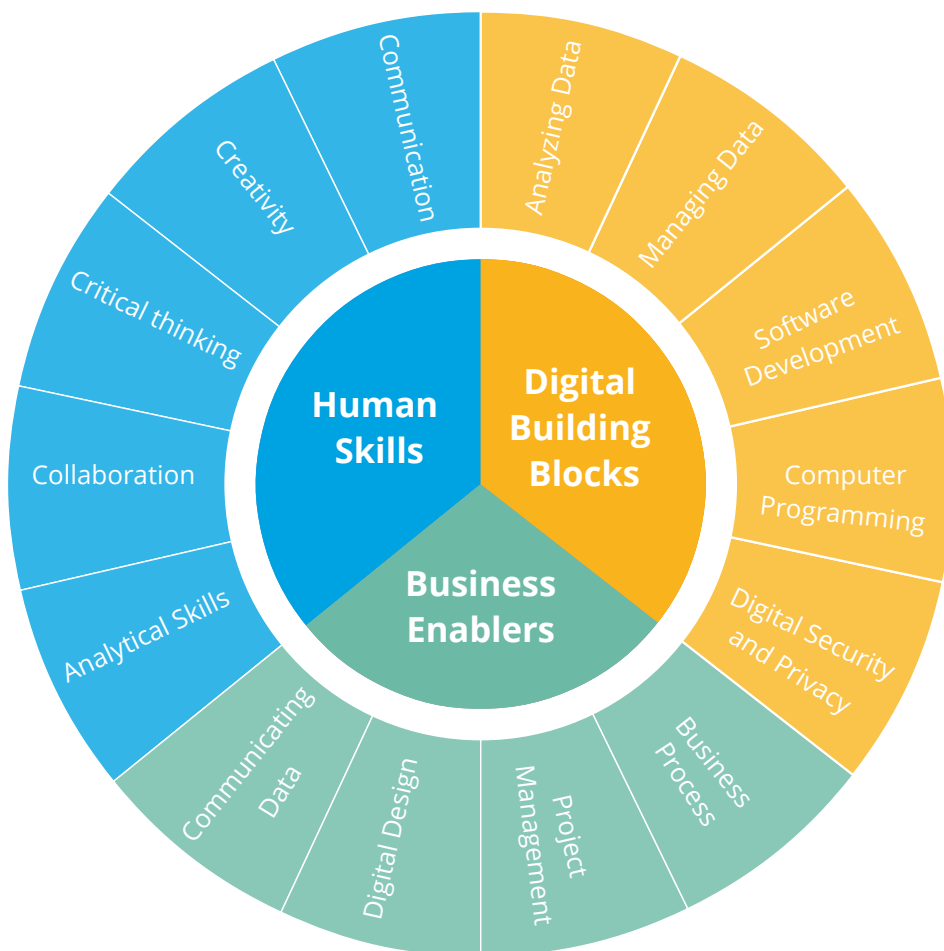 Human
Skills
Digital
Building
Blocks
Business
Enablers
Analyzing Data
Managing Data
Software
Development
Computer
Programming
Digital Security
and Privacy
Business
Process
Project
Management
Digital Design
Communicating
Data
Analytical Skills
Collaboration
Critical thinking
Creativity
Communication